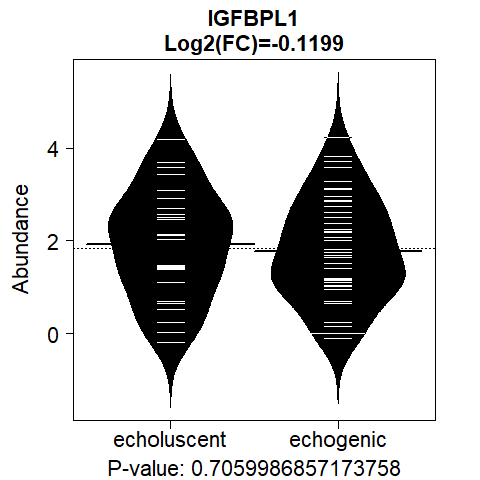 IGFBPL1
Log2(FC)=-0.1199
Abundance
4
2
0
echoluscent echogenic
P-value: 0.7059986857173758